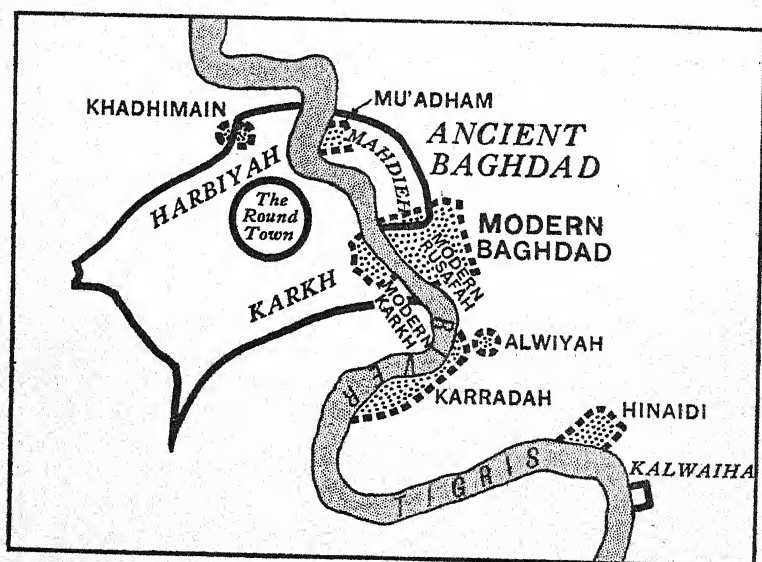 KHADHIMAIN
MU'ADHAM
ANCIENT
BAGHDAD
MAHDIEH
HARBIYAH
The
Round
Town
MODERN
BAGHDAD
MODERN
RUSAFAH
KARKH
MODERN
KARKH
ALWIYAH
KARRADAH
HINAIDI
KALWAIHA
TIGRIS
RIVER